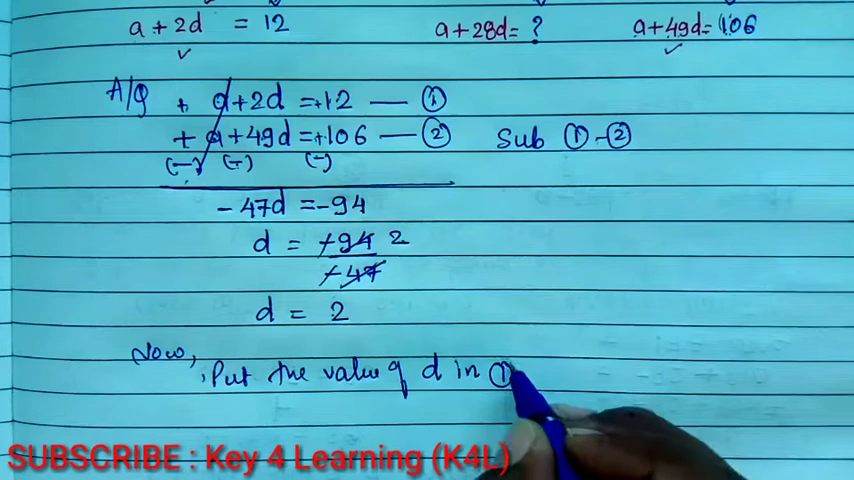 a + 2d = 12 a + 28d = ? a + 49d = 106
A/Q + a + 2d = +12 — ①
+ a + 49d = +106 — ② Sub ① - ②
(-) (-) (-)
- 47d = -94
d = -94 2
-47
d = 2
Now,
Put the value of d in ①
SUBSCRIBE : Key 4 Learning (K4L)